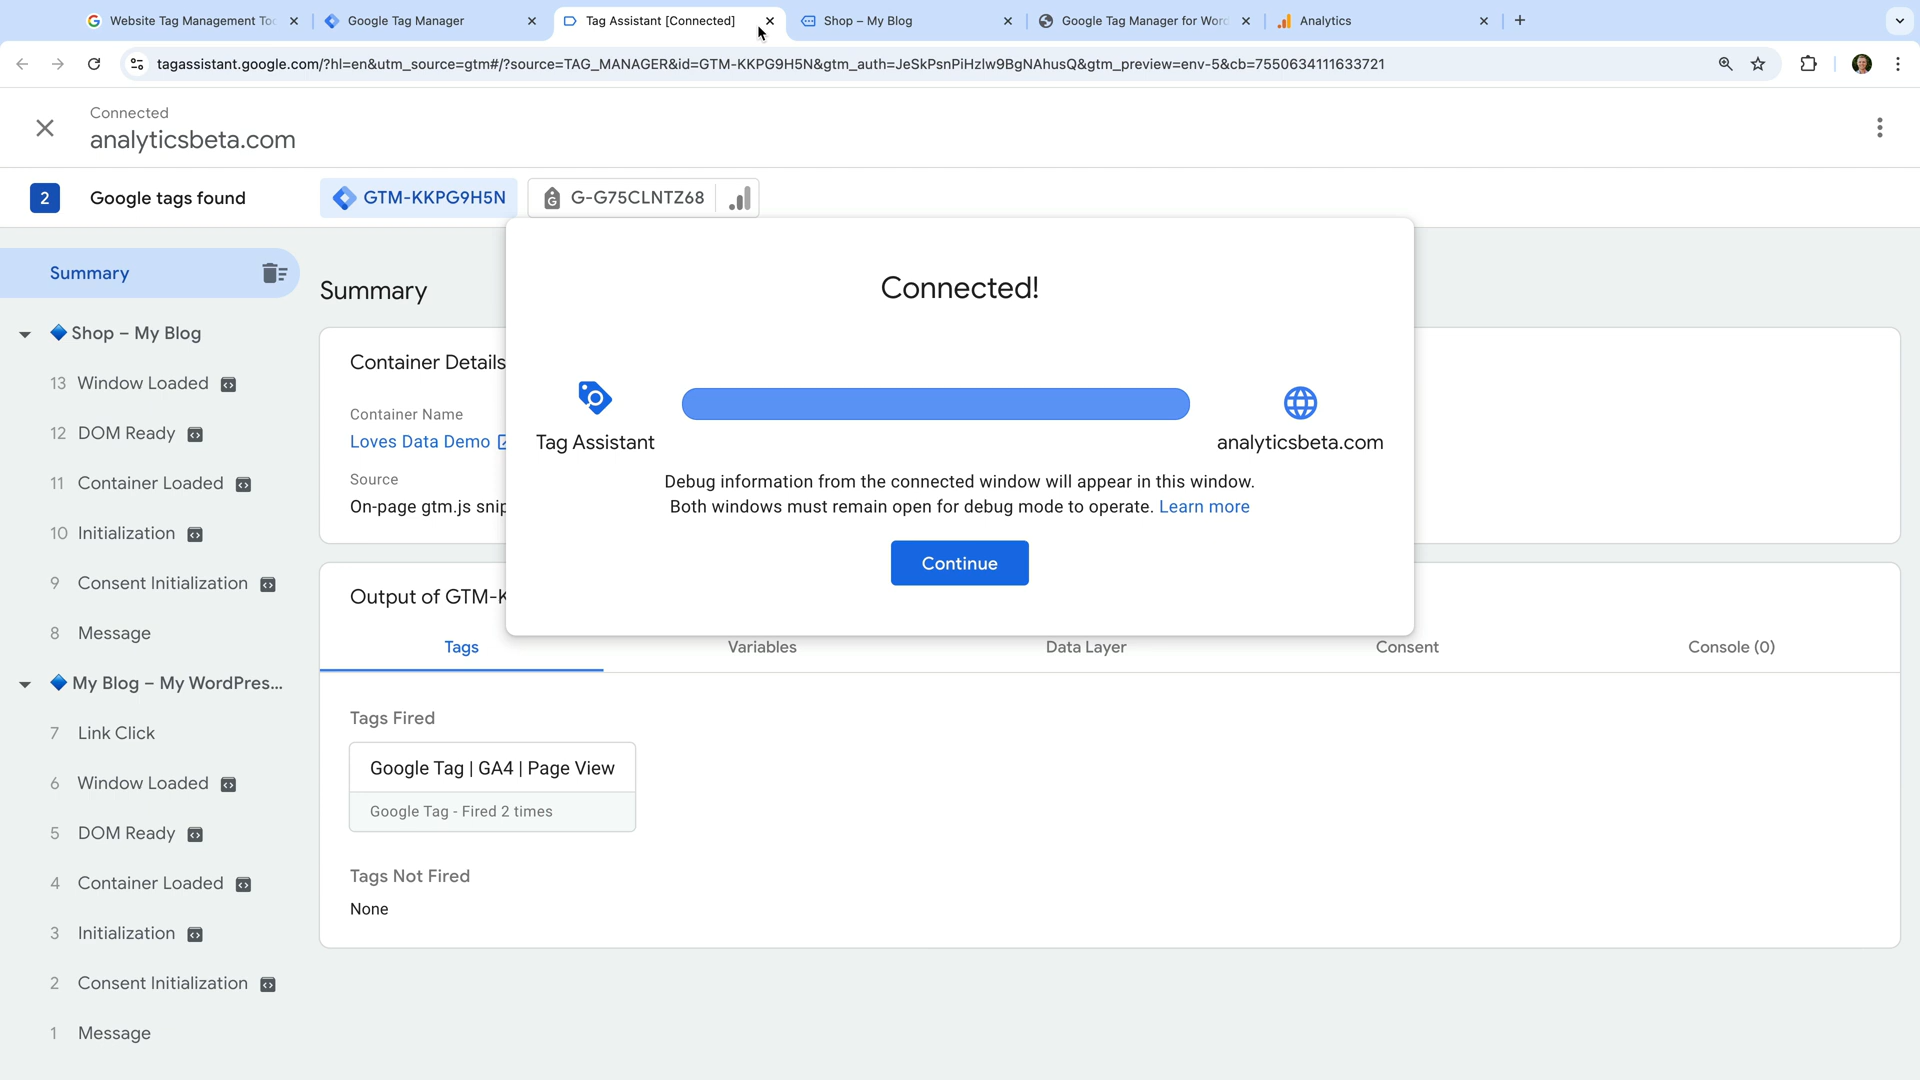 Website Tag Management Too
Google Tag Manager
Tag Assistant [Connected]
Shop – My Blog
Google Tag Manager for Word
Analytics
tagassistant.google.com/?hl=en&utm_source=gtm#/?source=TAG_MANAGER&id=GTM-KKPG9H5N&gtm_auth=JeSkPsnPiHzlw9BgNAhusQ&gtm_preview=env-5&cb=7550634111633721
Connected
analyticsbeta.com
2
Google tags found
GTM-KKPG9H5N
G-G75CLNTZ68
Summary
Shop – My Blog
13 Window Loaded
12 DOM Ready
11 Container Loaded
10 Initialization
9 Consent Initialization
8 Message
My Blog – My WordPres...
7 Link Click
6 Window Loaded
5 DOM Ready
4 Container Loaded
3 Initialization
2 Consent Initialization
1 Message
Summary
Container Details
Container Name
Loves Data Demo
Source
On-page gtm.js snip
Connected!
Tag Assistant
analyticsbeta.com
Debug information from the connected window will appear in this window.
Both windows must remain open for debug mode to operate. Learn more
Continue
Output of GTM-K
Tags
Variables
Data Layer
Consent
Console (0)
Tags Fired
Google Tag | GA4 | Page View
Google Tag - Fired 2 times
Tags Not Fired
None